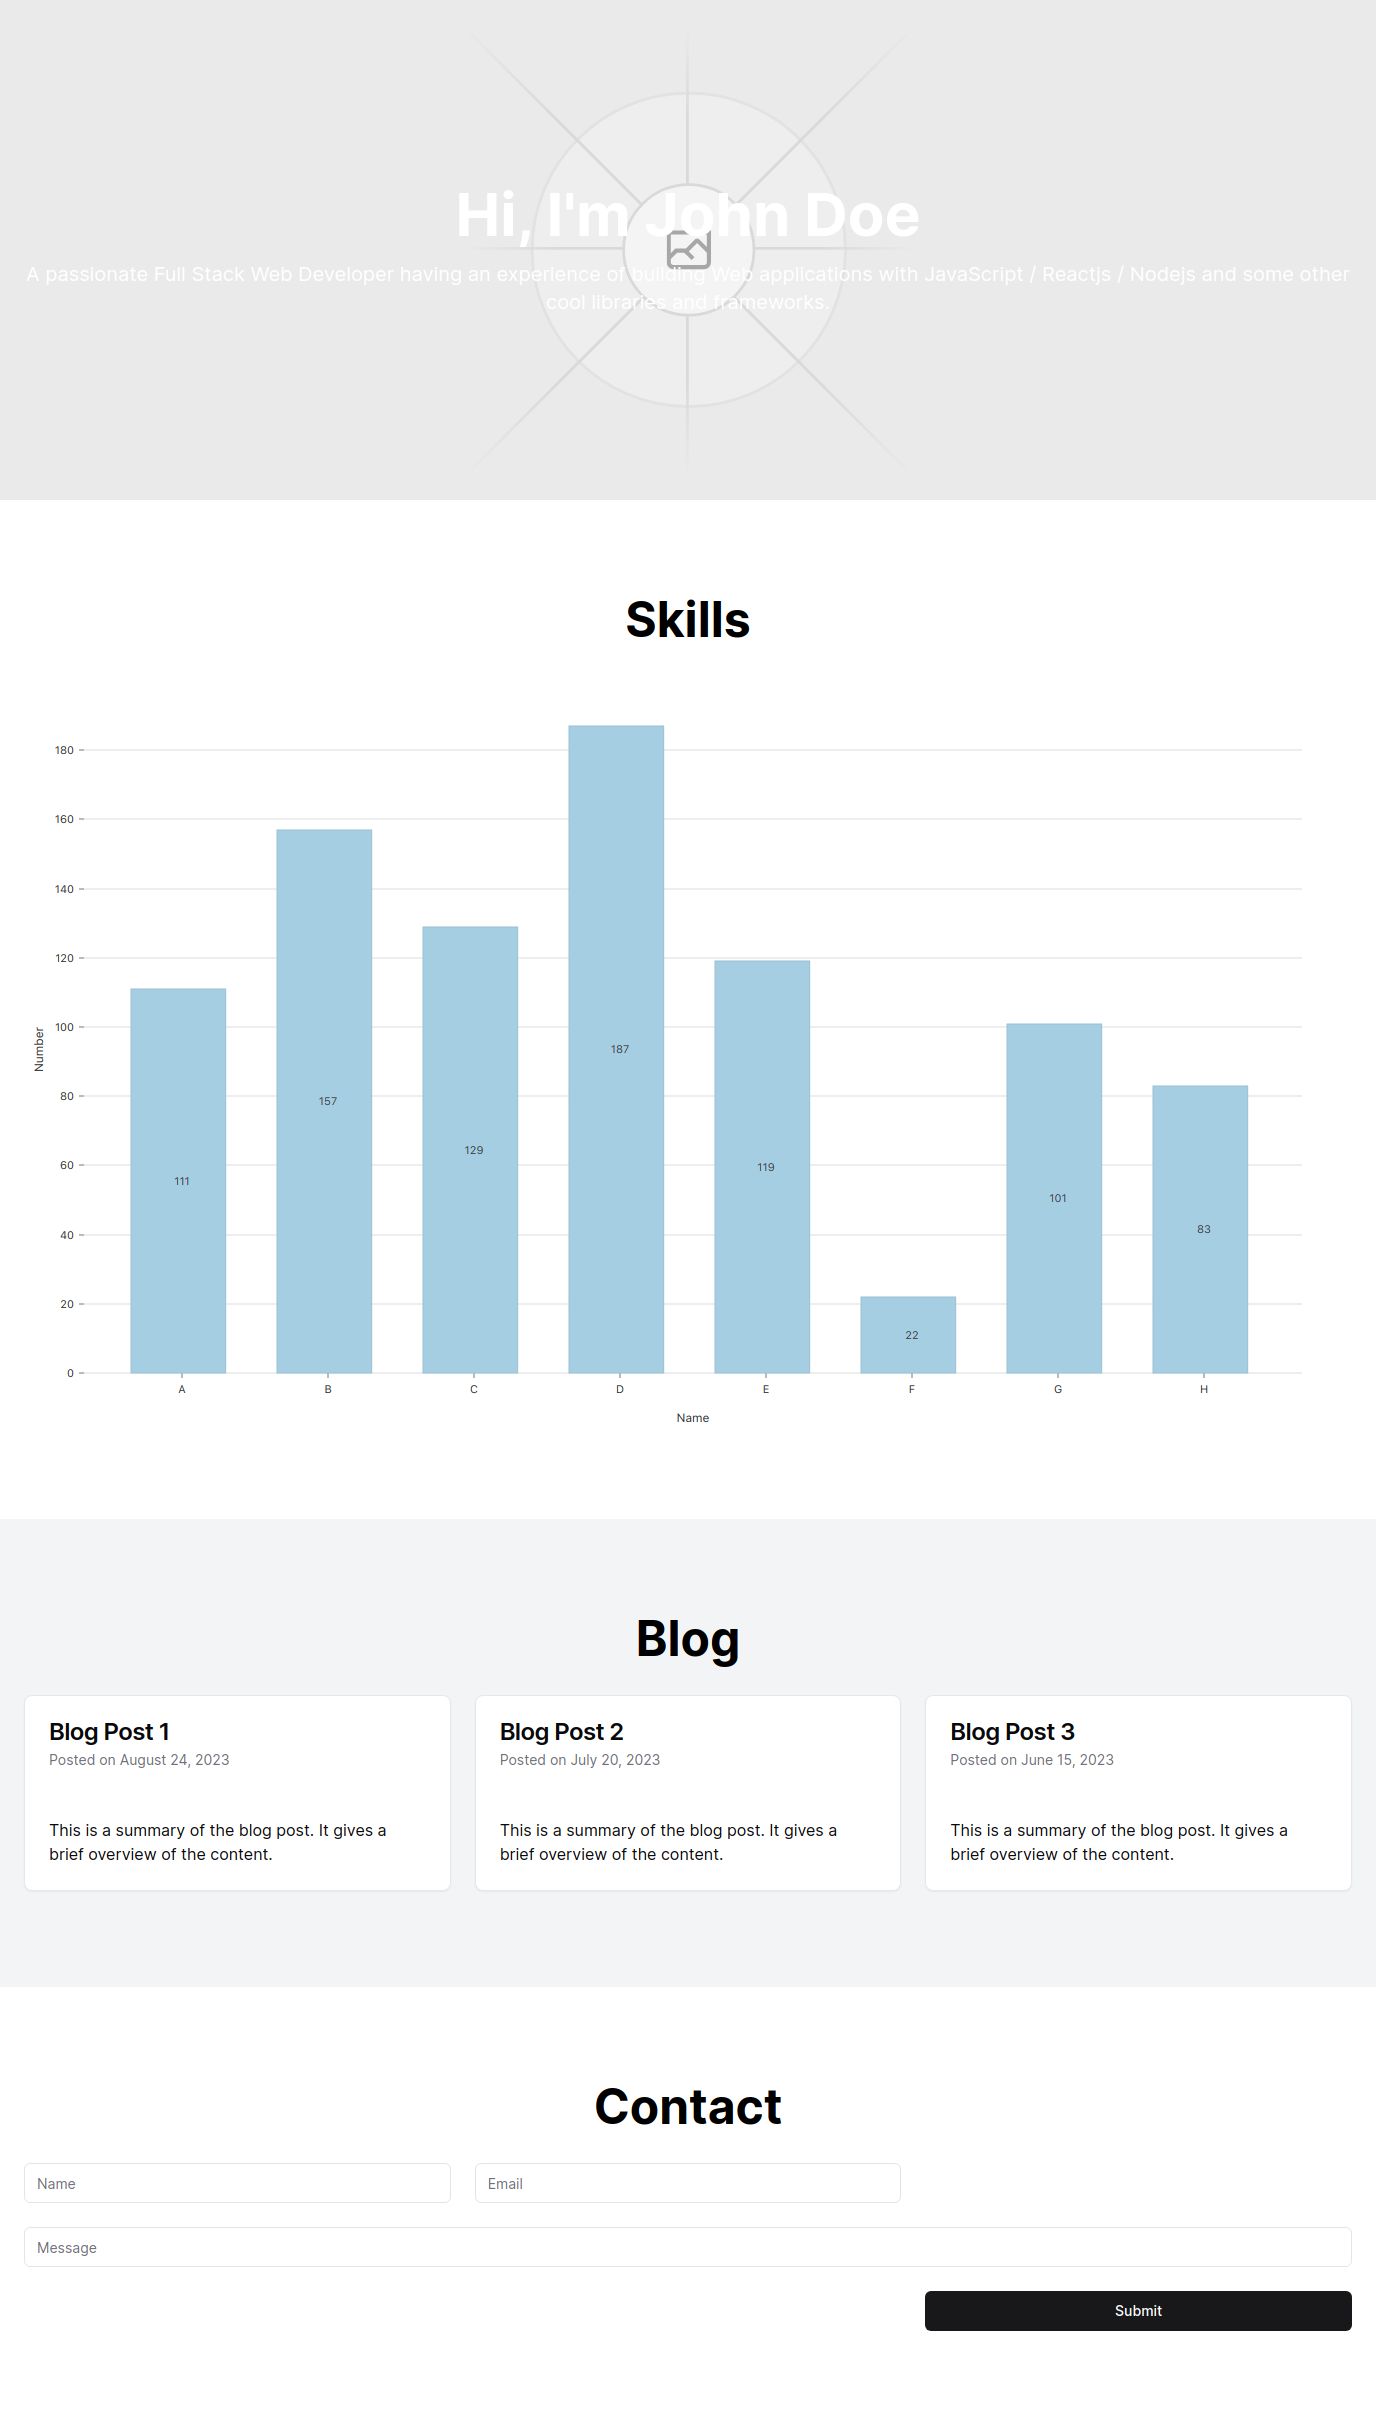 Hi, I'm John Doe
A passionate Full Stack Web Developer having an experience of building Web applications with JavaScript / Reactjs / Nodejs and some other
cool libraries and frameworks.
Skills
180
160
140
120
100
80
60
40
20
0
Number
111
157
129
187
119
22
101
83
A B C D E F G H
Name
Blog
Blog Post 1
Posted on August 24, 2023
This is a summary of the blog post. It gives a
brief overview of the content.
Blog Post 2
Posted on July 20, 2023
This is a summary of the blog post. It gives a
brief overview of the content.
Blog Post 3
Posted on June 15, 2023
This is a summary of the blog post. It gives a
brief overview of the content.
Contact
Name
Email
Message
Submit